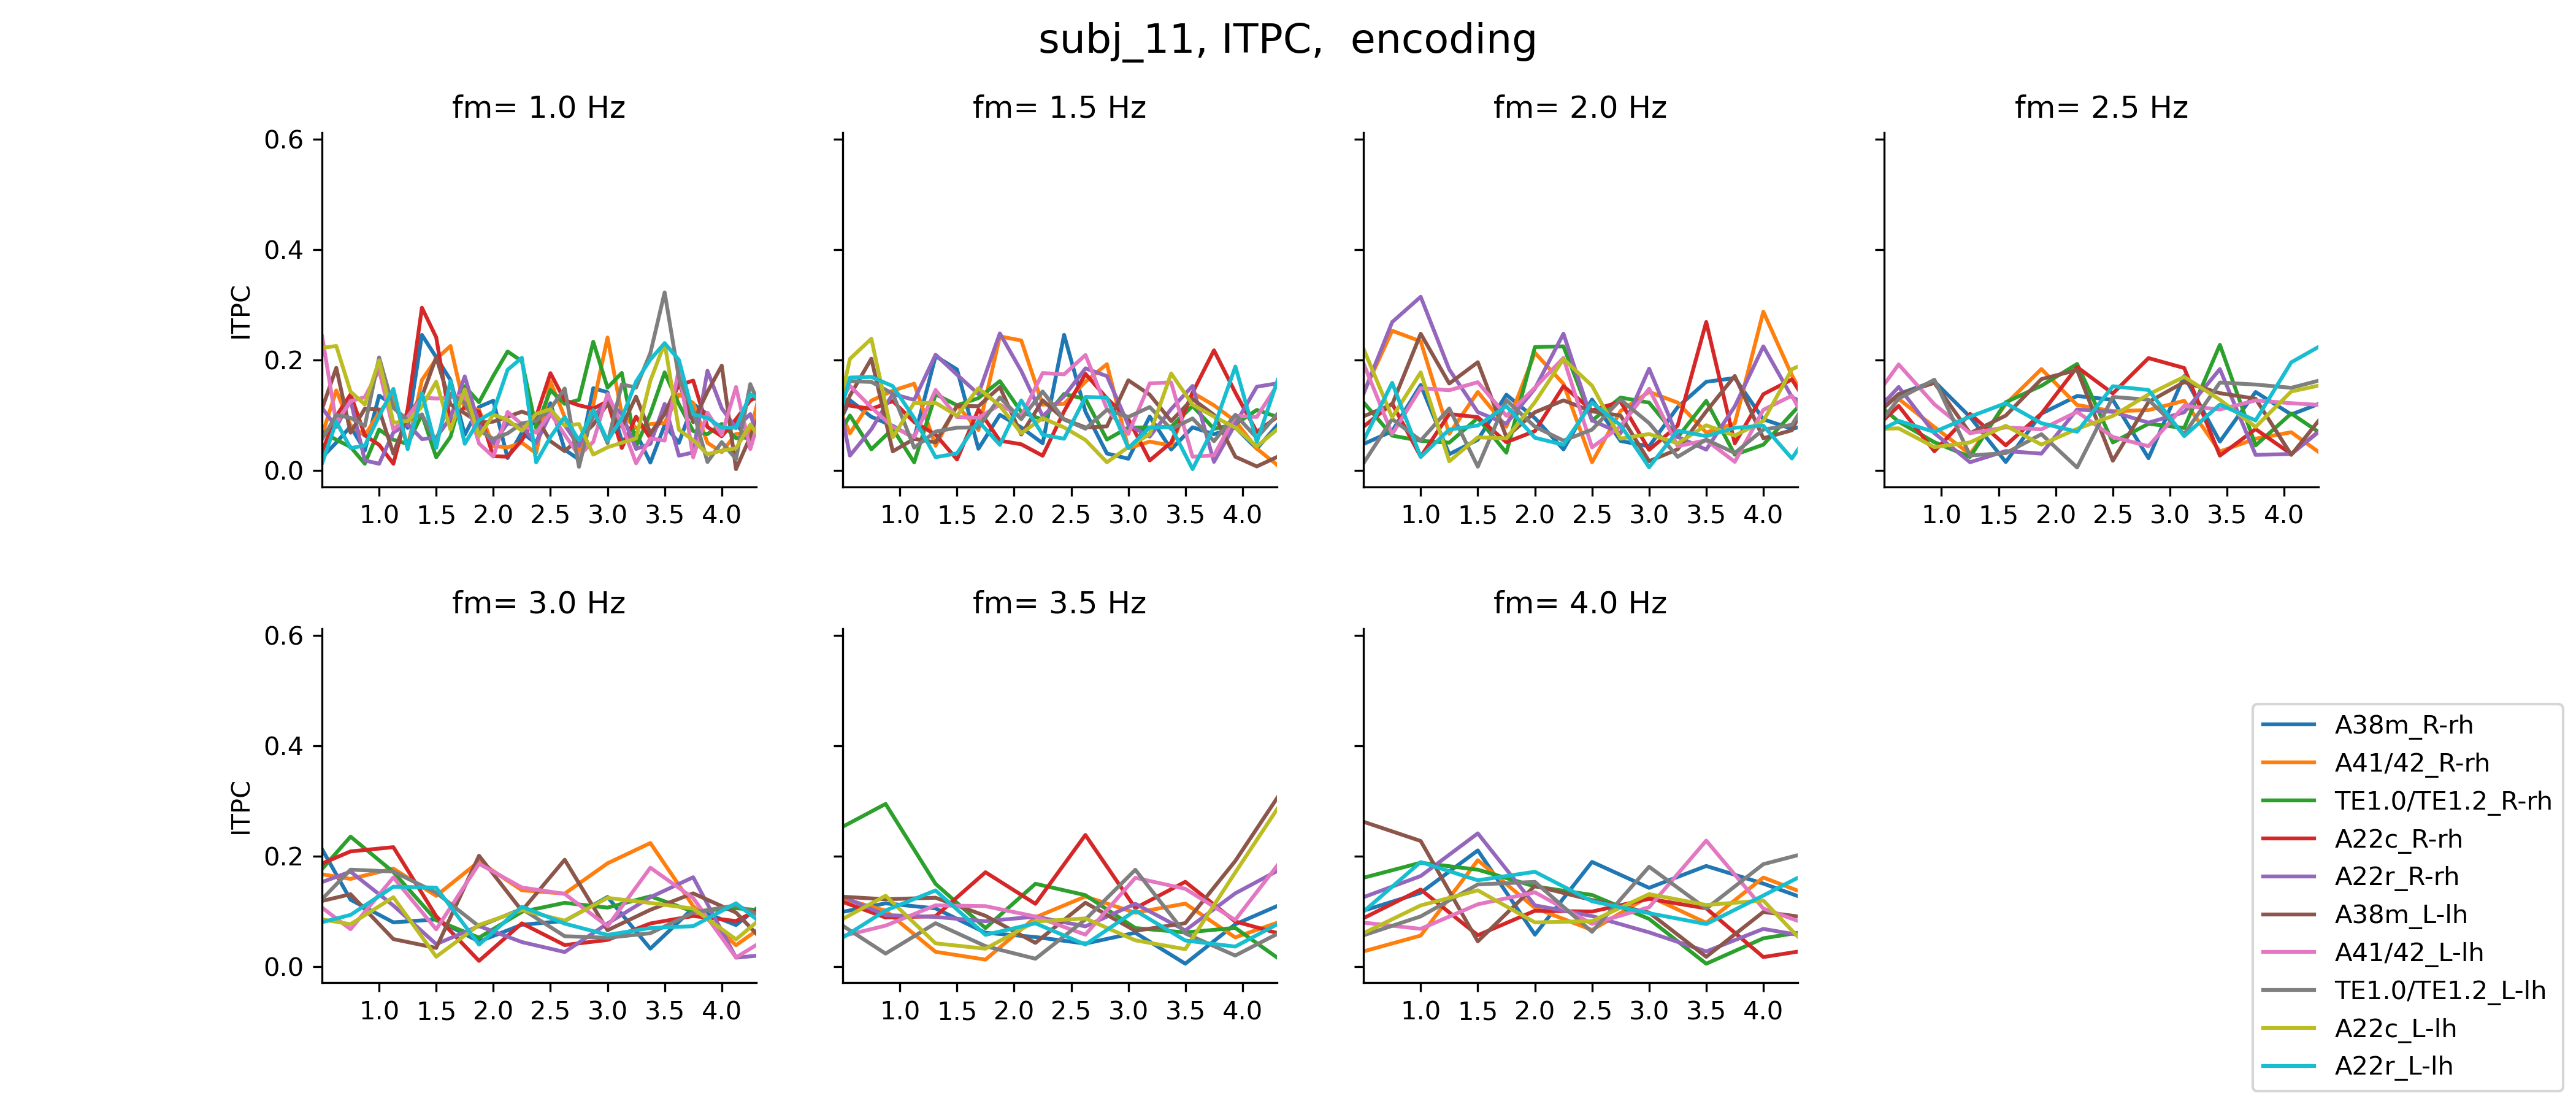 subj_11, ITPC,  encoding
fm= 1.0 Hz
fm= 1.5 Hz
fm= 2.0 Hz
fm= 2.5 Hz
ITPC
0.6
0.4
0.2
0.0
1.0 1.5 2.0 2.5 3.0 3.5 4.0
1.0 1.5 2.0 2.5 3.0 3.5 4.0
1.0 1.5 2.0 2.5 3.0 3.5 4.0
1.0 1.5 2.0 2.5 3.0 3.5 4.0
fm= 3.0 Hz
fm= 3.5 Hz
fm= 4.0 Hz
ITPC
0.6
0.4
0.2
0.0
1.0 1.5 2.0 2.5 3.0 3.5 4.0
1.0 1.5 2.0 2.5 3.0 3.5 4.0
1.0 1.5 2.0 2.5 3.0 3.5 4.0
A38m_R-rh
A41/42_R-rh
TE1.0/TE1.2_R-rh
A22c_R-rh
A22r_R-rh
A38m_L-lh
A41/42_L-lh
TE1.0/TE1.2_L-lh
A22c_L-lh
A22r_L-lh